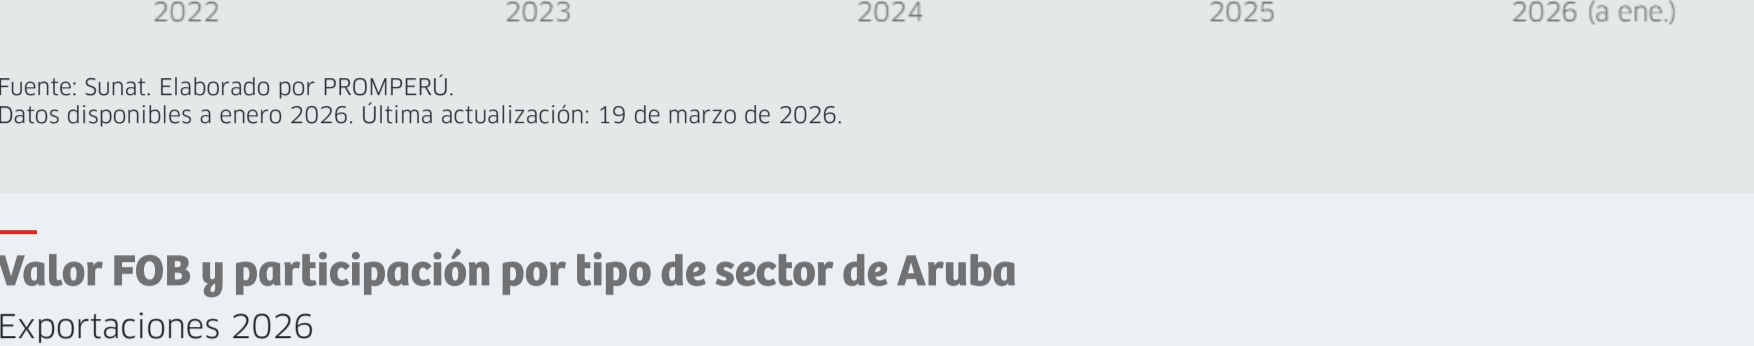 2022 2023 2024 2025 2026 (a ene.)
Fuente: Sunat. Elaborado por PROMPERÚ.
Datos disponibles a enero 2026. Última actualización: 19 de marzo de 2026.
Valor FOB y participación por tipo de sector de Aruba
Exportaciones 2026